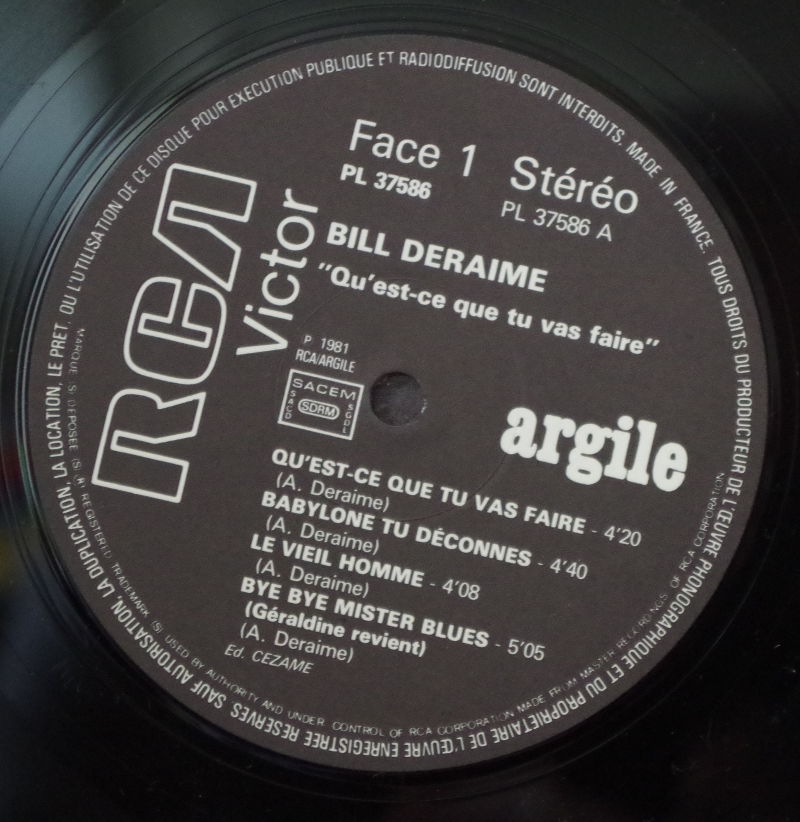 Face 1 Stéréo
PL 37586
PL 37586 A
BILL DERAIME
"Qu'est-ce que tu vas faire"
RCA
Victor
P 1981
RCA/ARGILE
SACEM
SACD SDRM SGDL
argile
QU'EST-CE QUE TU VAS FAIRE - 4'20
(A. Deraime)
BABYLONE TU DÉCONNES - 4'40
(A. Deraime)
LE VIEIL HOMME - 4'08
(A. Deraime)
BYE BYE MISTER BLUES - 5'05
(Géraldine revient)
(A. Deraime)
Ed. CEZAME
MADE IN FRANCE. TOUS DROITS DU PRODUCTEUR DE L'ŒUVRE PHONOGRAPHIQUE ET DU PROPRIETAIRE DE L'ŒUVRE ENREGISTREE RESERVES SAUF AUTORISATION, LA DUPLICATION, LA LOCATION, LE PRET, OU L'UTILISATION DE CE DISQUE POUR EXECUTION PUBLIQUE ET RADIODIFFUSION SONT INTERDITS.
MARQUE (S) DEPOSEE (S) REGISTERED TRADEMARK (S) USED BY AUTHORITY AND UNDER CONTROL OF RCA CORPORATION MADE FROM MASTER RECORDINGS OF RCA CORPORATION